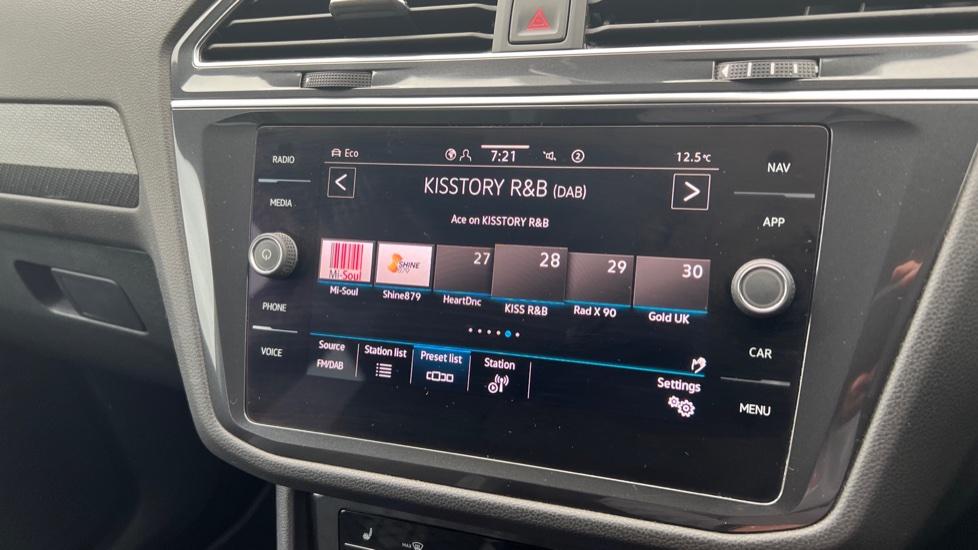 RADIO
MEDIA
PHONE
VOICE
Eco
7:21
2
12.5°C
<
KISSTORY R&B (DAB)
>
Ace on KISSTORY R&B
Mi-Soul
SHINE
27
28
29
30
Mi-Soul
Shine879
HeartDnc
KISS R&B
Rad X 90
Gold UK
Source
FM/DAB
Station list
Preset list
Station
Settings
NAV
APP
CAR
MENU
MAX